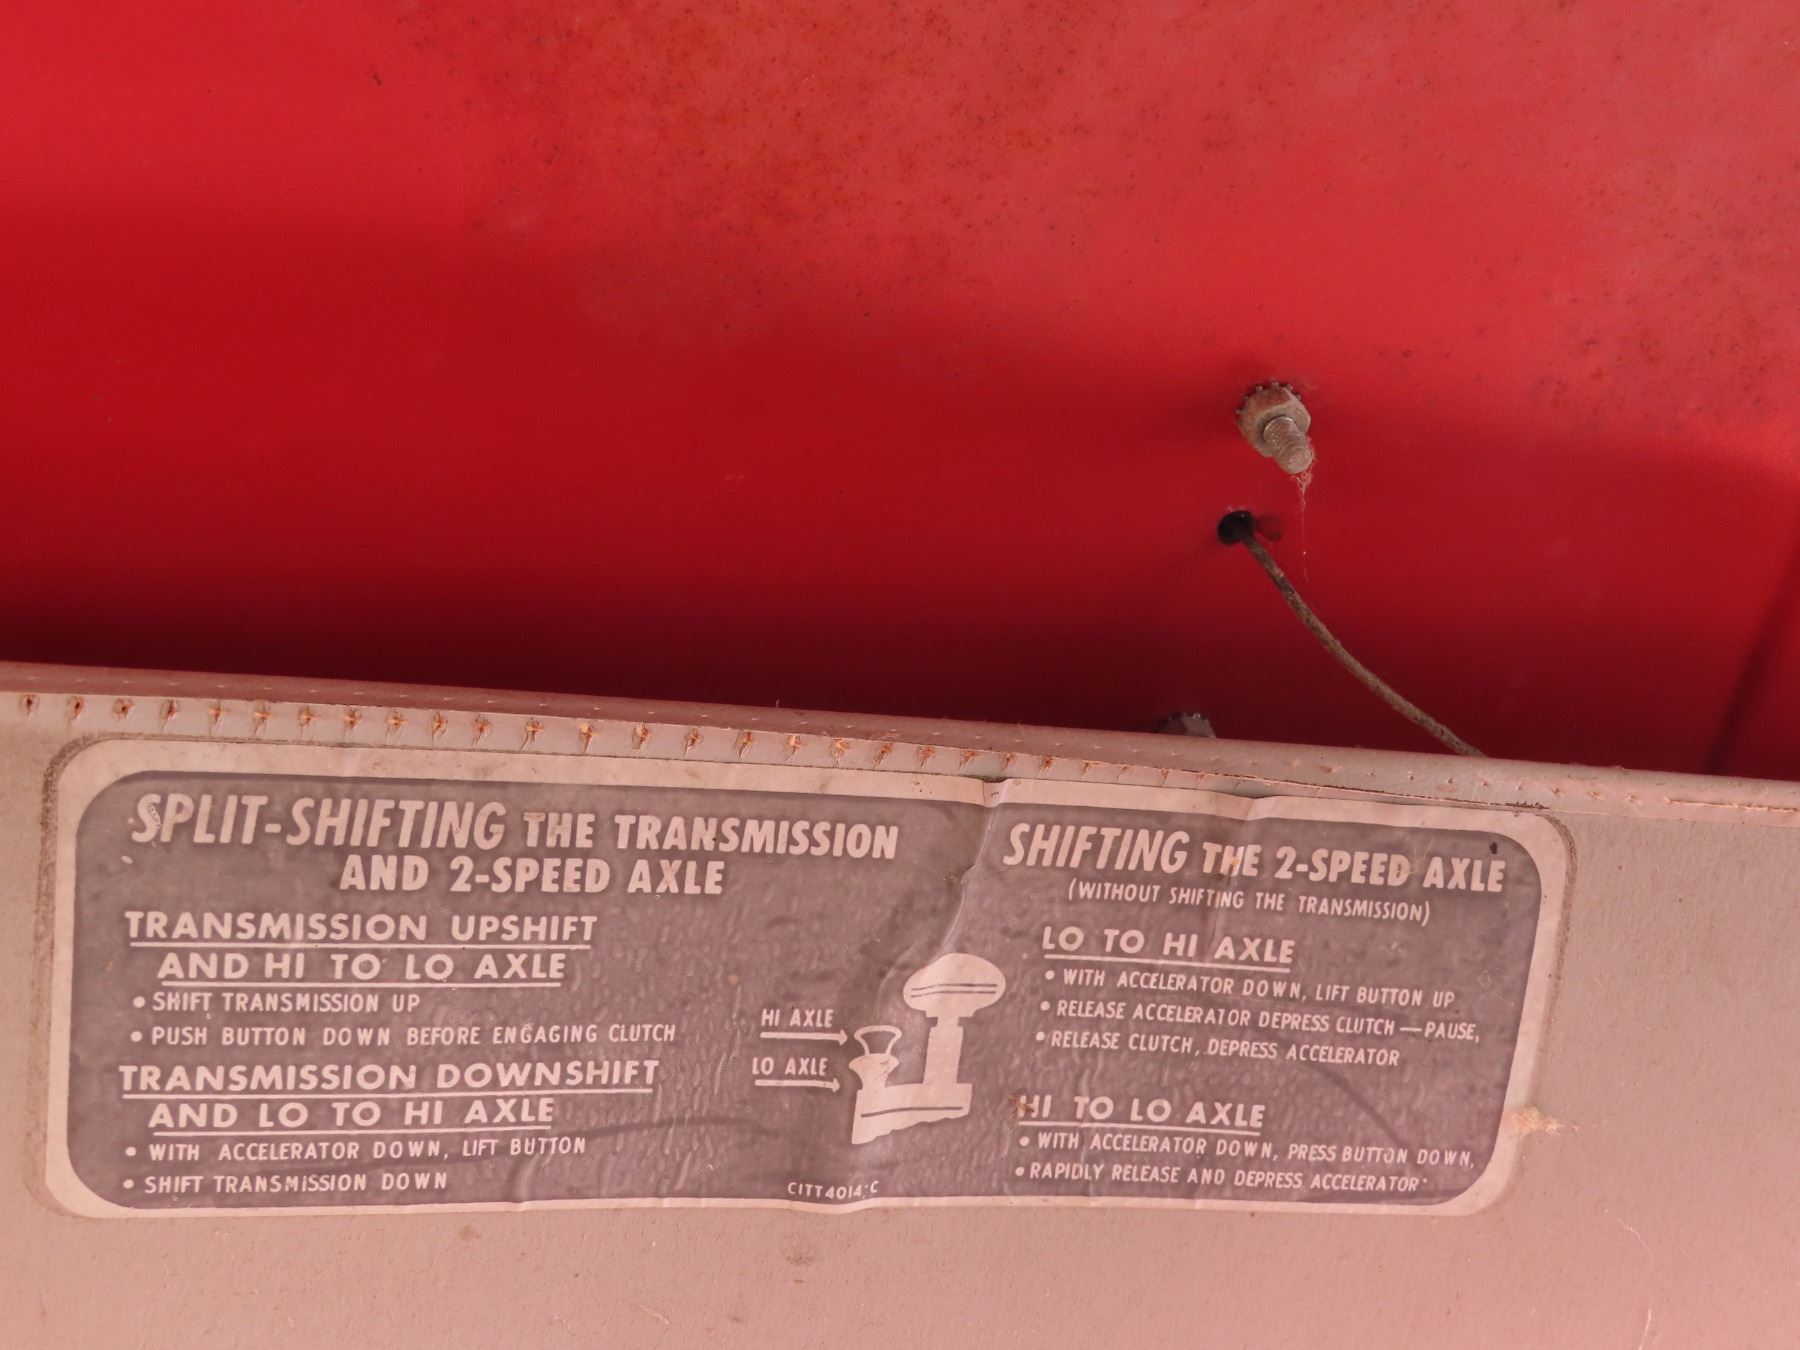 SPLIT-SHIFTING THE TRANSMISSION
AND 2-SPEED AXLE
TRANSMISSION UPSHIFT
AND HI TO LO AXLE
• SHIFT TRANSMISSION UP
• PUSH BUTTON DOWN BEFORE ENGAGING CLUTCH
TRANSMISSION DOWNSHIFT
AND LO TO HI AXLE
• WITH ACCELERATOR DOWN, LIFT BUTTON
• SHIFT TRANSMISSION DOWN
HI AXLE
LO AXLE
CITT4014·C
SHIFTING THE 2-SPEED AXLE
(WITHOUT SHIFTING THE TRANSMISSION)
LO TO HI AXLE
• WITH ACCELERATOR DOWN, LIFT BUTTON UP
• RELEASE ACCELERATOR DEPRESS CLUTCH — PAUSE,
• RELEASE CLUTCH, DEPRESS ACCELERATOR
HI TO LO AXLE
• WITH ACCELERATOR DOWN, PRESS BUTTON DOWN,
• RAPIDLY RELEASE AND DEPRESS ACCELERATOR·